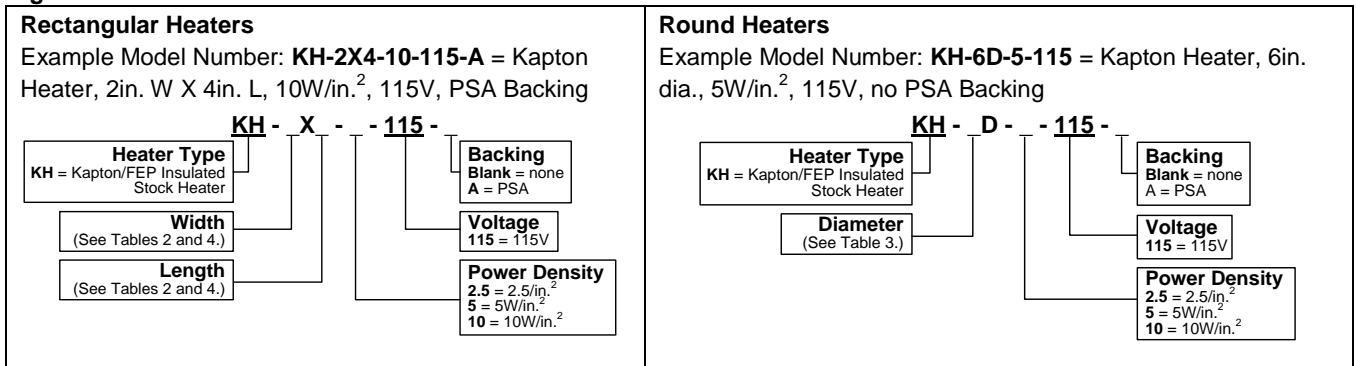 Rectangular Heaters
Example Model Number: KH-2X4-10-115-A = Kapton
Heater, 2in. W X 4in. L, 10W/in.², 115V, PSA Backing
KH - _X_ - _ - 115 - _
Heater Type
KH = Kapton/FEP Insulated
Stock Heater
Width
(See Tables 2 and 4.)
Length
(See Tables 2 and 4.)
Backing
Blank = none
A = PSA
Voltage
115 = 115V
Power Density
2.5 = 2.5/in.²
5 = 5W/in.²
10 = 10W/in.²
Round Heaters
Example Model Number: KH-6D-5-115 = Kapton Heater, 6in.
dia., 5W/in.², 115V, no PSA Backing
KH - _D - _ - 115 - _
Heater Type
KH = Kapton/FEP Insulated
Stock Heater
Diameter
(See Table 3.)
Backing
Blank = none
A = PSA
Voltage
115 = 115V
Power Density
2.5 = 2.5/in.²
5 = 5W/in.²
10 = 10W/in.²